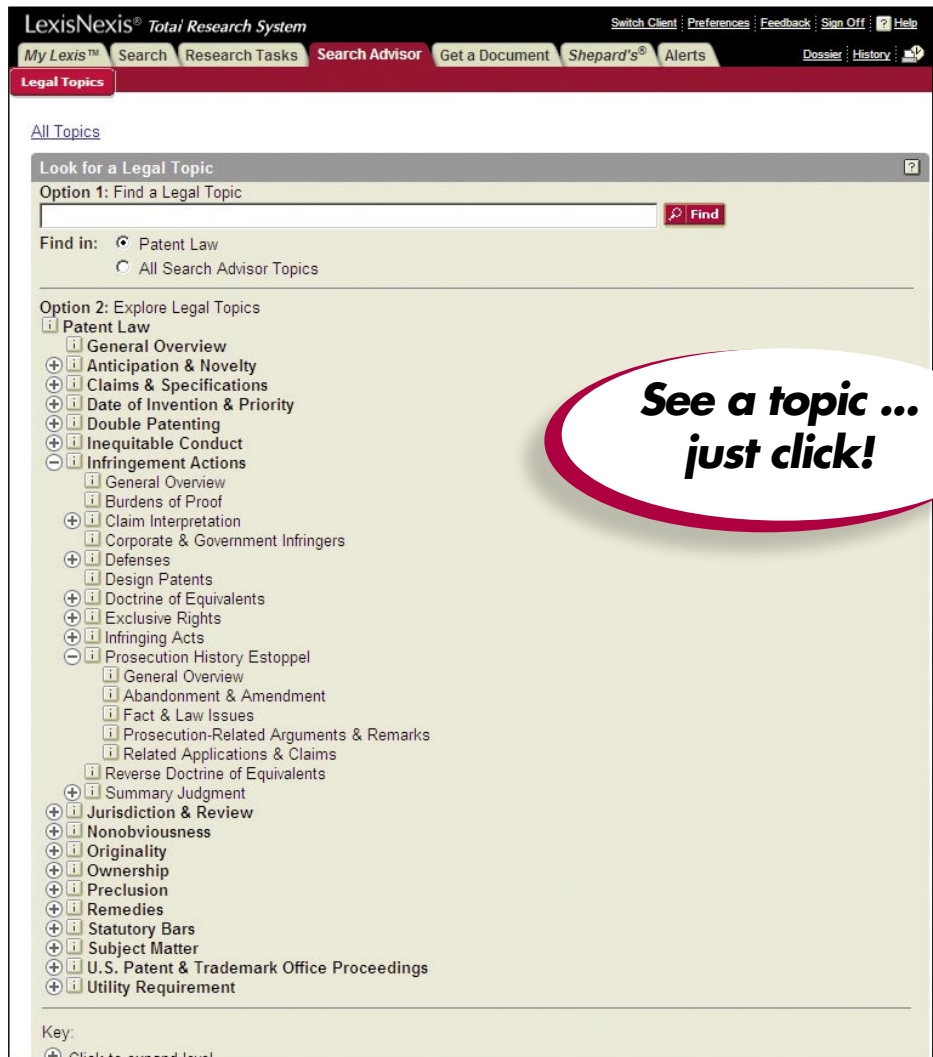 LexisNexis® Total Research System
Switch Client Preferences Feedback Sign Off ? Help
My Lexis™ Search Research Tasks Search Advisor Get a Document Shepard's® Alerts Dossier History
Legal Topics
All Topics
Look for a Legal Topic ?
Option 1: Find a Legal Topic
Find
Find in: Patent Law
All Search Advisor Topics
Option 2: Explore Legal Topics
i Patent Law
i General Overview
+ i Anticipation & Novelty
+ i Claims & Specifications
+ i Date of Invention & Priority
+ i Double Patenting
+ i Inequitable Conduct
− i Infringement Actions
i General Overview
i Burdens of Proof
+ i Claim Interpretation
i Corporate & Government Infringers
+ i Defenses
i Design Patents
+ i Doctrine of Equivalents
+ i Exclusive Rights
+ i Infringing Acts
− i Prosecution History Estoppel
i General Overview
i Abandonment & Amendment
i Fact & Law Issues
i Prosecution-Related Arguments & Remarks
i Related Applications & Claims
i Reverse Doctrine of Equivalents
+ i Summary Judgment
+ i Jurisdiction & Review
+ i Nonobviousness
+ i Originality
+ i Ownership
+ i Preclusion
+ i Remedies
+ i Statutory Bars
+ i Subject Matter
+ i U.S. Patent & Trademark Office Proceedings
+ i Utility Requirement
See a topic ...
just click!
Key:
+ Click to expand level